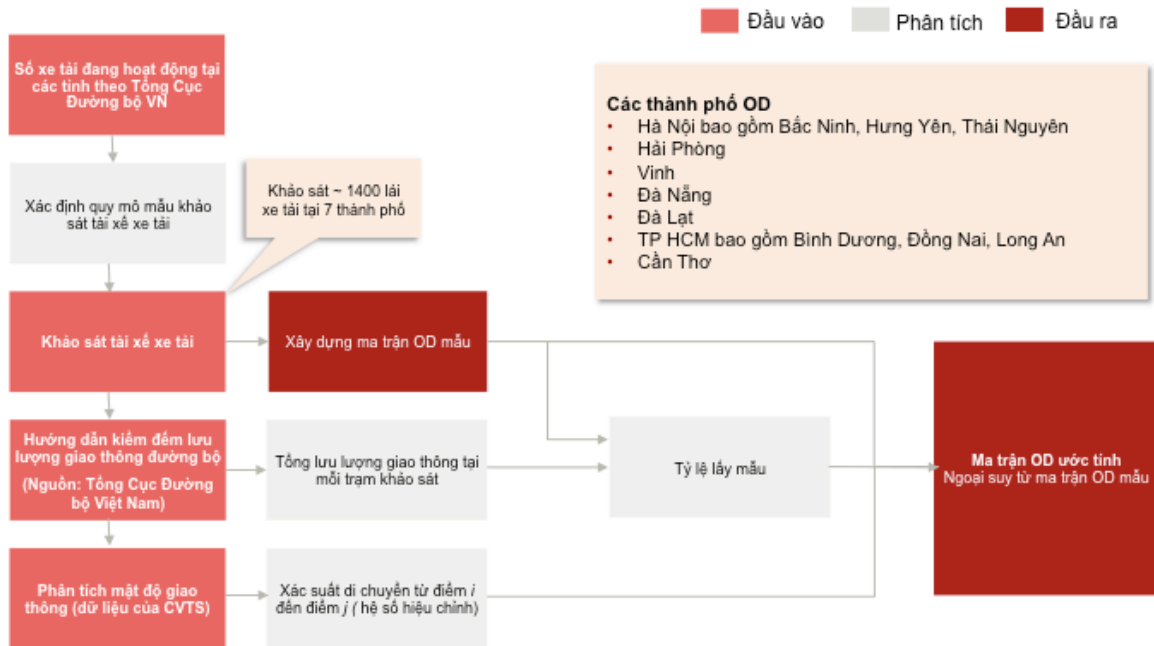 Đầu vào
Phân tích
Đầu ra
Số xe tải đang hoạt động tại
các tỉnh theo Tổng Cục
Đường bộ VN
Các thành phố OD
• Hà Nội bao gồm Bắc Ninh, Hưng Yên, Thái Nguyên
• Hải Phòng
• Vinh
• Đà Nẵng
• Đà Lạt
• TP HCM bao gồm Bình Dương, Đồng Nai, Long An
• Cần Thơ
Khảo sát ~ 1400 lái
xe tải tại 7 thành phố
Xác định quy mô mẫu khảo
sát tài xế xe tải
Khảo sát tài xế xe tải
Xây dựng ma trận OD mẫu
Hướng dẫn kiểm đếm lưu
lượng giao thông đường bộ
(Nguồn: Tổng Cục Đường
bộ Việt Nam)
Tổng lưu lượng giao thông tại
mỗi trạm khảo sát
Tỷ lệ lấy mẫu
Ma trận OD ước tính
Ngoại suy từ ma trận OD mẫu
Phân tích mật độ giao
thông (dữ liệu của CVTS)
Xác suất di chuyển từ điểm i
đến điểm j ( hệ số hiệu chỉnh)